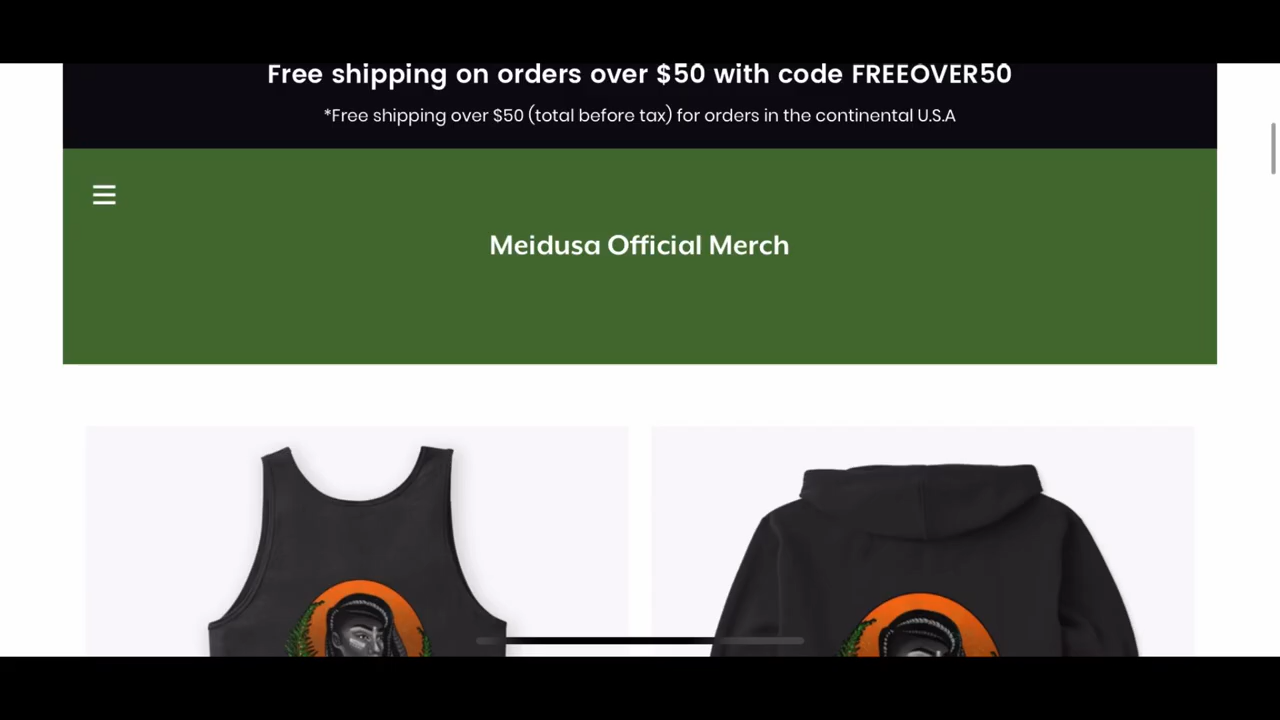 Free shipping on orders over $50 with code FREEOVER50
*Free shipping over $50 (total before tax) for orders in the continental U.S.A
Meidusa Official Merch